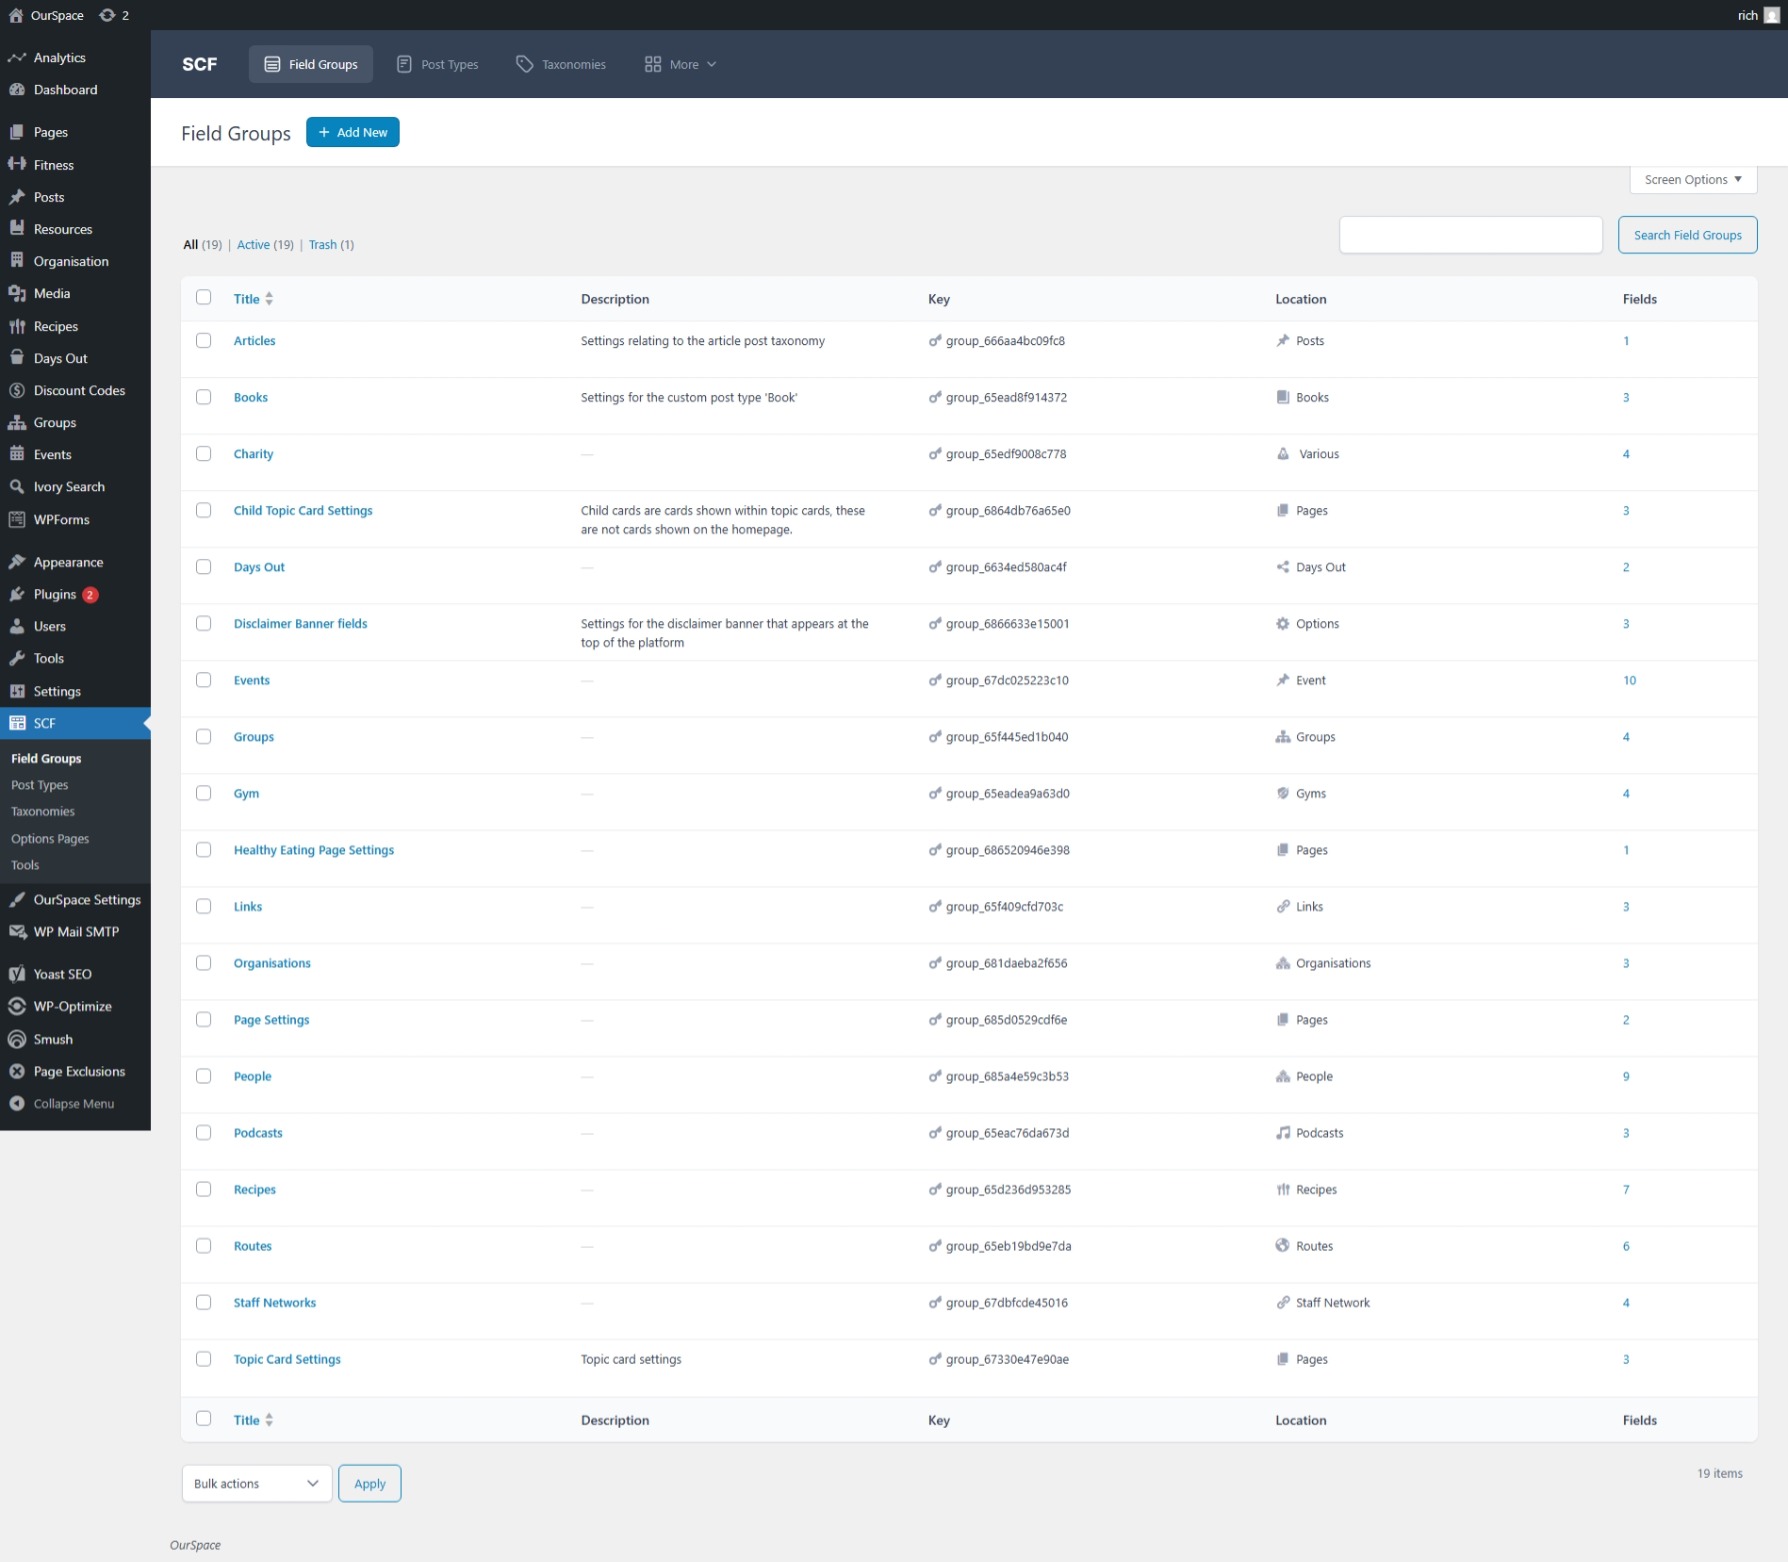 OurSpace 2 rich
Analytics
Dashboard
Pages
Fitness
Posts
Resources
Organisation
Media
Recipes
Days Out
Discount Codes
Groups
Events
Ivory Search
WPForms
Appearance
Plugins 2
Users
Tools
Settings
SCF
Field Groups
Post Types
Taxonomies
Options Pages
Tools
OurSpace Settings
WP Mail SMTP
Yoast SEO
WP-Optimize
Smush
Page Exclusions
Collapse Menu
SCF Field Groups Post Types Taxonomies More
Field Groups + Add New
Screen Options
All (19) | Active (19) | Trash (1) Search Field Groups
Title Description Key Location Fields
Articles Settings relating to the article post taxonomy group_666aa4bc09fc8 Posts 1
Books Settings for the custom post type 'Book' group_65ead8f914372 Books 3
Charity — group_65edf9008c778 Various 4
Child Topic Card Settings Child cards are cards shown within topic cards, these group_6864db76a65e0 Pages 3
are not cards shown on the homepage.
Days Out — group_6634ed580ac4f Days Out 2
Disclaimer Banner fields Settings for the disclaimer banner that appears at the group_6866633e15001 Options 3
top of the platform
Events — group_67dc025223c10 Event 10
Groups — group_65f445ed1b040 Groups 4
Gym — group_65eadea9a63d0 Gyms 4
Healthy Eating Page Settings — group_686520946e398 Pages 1
Links — group_65f409cfd703c Links 3
Organisations — group_681daeba2f656 Organisations 3
Page Settings — group_685d0529cdf6e Pages 2
People — group_685a4e59c3b53 People 9
Podcasts — group_65eac76da673d Podcasts 3
Recipes — group_65d236d953285 Recipes 7
Routes — group_65eb19bd9e7da Routes 6
Staff Networks — group_67dbfcde45016 Staff Network 4
Topic Card Settings Topic card settings group_67330e47e90ae Pages 3
Title Description Key Location Fields
Bulk actions Apply 19 items
OurSpace